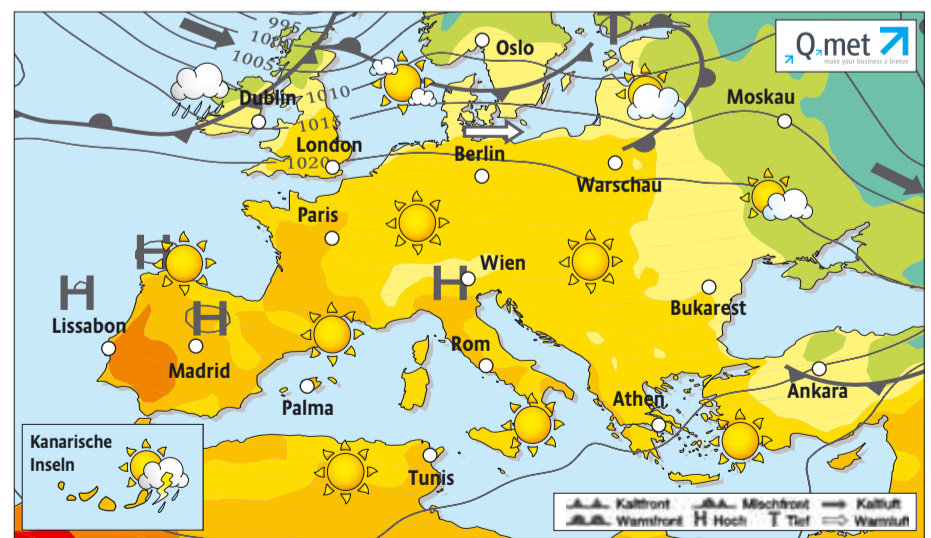 995
1000
1005
1010
1015
1020
T
Q.met
make your business a breeze
Oslo
Moskau
Dublin
London
Berlin
Warschau
Paris
Wien
H
H
H
H
Bukarest
Lissabon
Madrid
Rom
Palma
Athen
Ankara
Tunis
Kanarische
Inseln
Kaltfront Mischfront Kaltluft
Warmfront H Hoch T Tief Warmluft